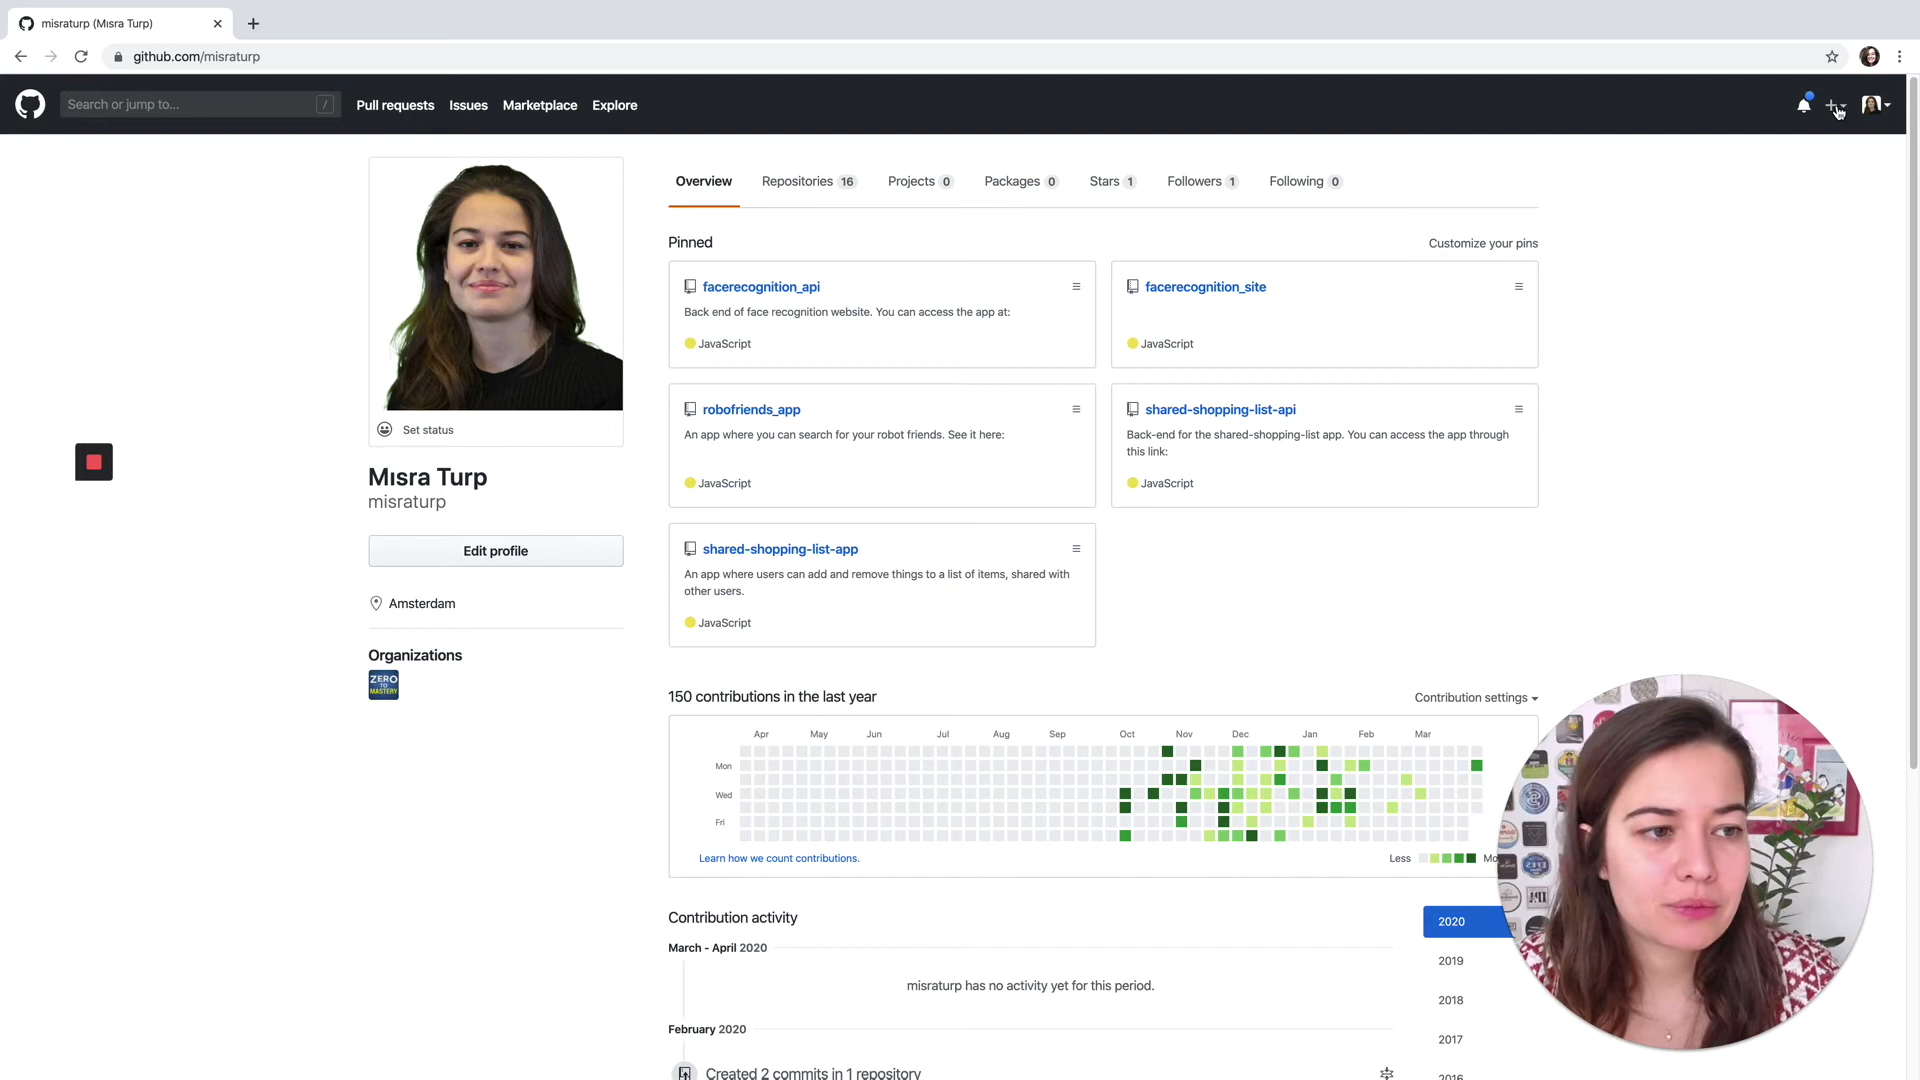 misraturp (Mısra Turp)
github.com/misraturp
Search or jump to...
/
Pull requests
Issues
Marketplace
Explore
Overview
Repositories 16
Projects 0
Packages 0
Stars 1
Followers 1
Following 0
Pinned
Customize your pins
facerecognition_api
Back end of face recognition website. You can access the app at:
JavaScript
facerecognition_site
JavaScript
robofriends_app
An app where you can search for your robot friends. See it here:
JavaScript
shared-shopping-list-api
Back-end for the shared-shopping-list app. You can access the app through
this link:
JavaScript
shared-shopping-list-app
An app where users can add and remove things to a list of items, shared with
other users.
JavaScript
Set status
Mısra Turp
misraturp
Edit profile
Amsterdam
Organizations
ZERO
TO
MASTERY
150 contributions in the last year
Contribution settings
Apr May Jun Jul Aug Sep Oct Nov Dec Jan Feb Mar
Mon
Wed
Fri
Learn how we count contributions.
Less
Mo
Contribution activity
March - April 2020
misraturp has no activity yet for this period.
February 2020
Created 2 commits in 1 repository
2020
2019
2018
2017
2016